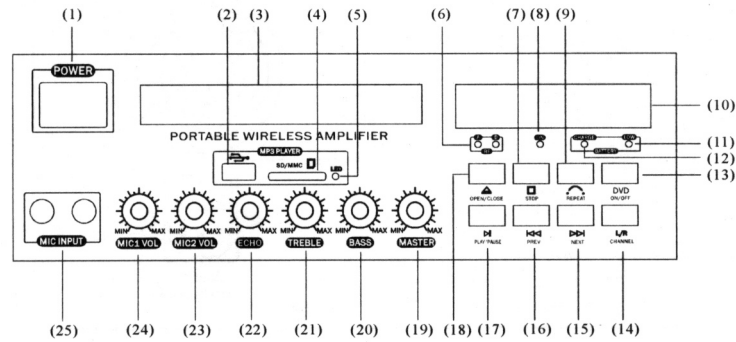 (1) (2) (3) (4) (5) (6) (7) (8) (9)
POWER
(10)
PORTABLE WIRELESS AMPLIFIER
MP3 PLAYER
SD/MMC
LED
CHARGE
LOW
BATTERY
(11)
(12)
(13)
OPEN/CLOSE
STOP
REPEAT
DVD
ON/OFF
MIC INPUT
MIN MAX MIN MAX MIN MAX MIN MAX MIN MAX MIN MAX
MIC1 VOL MIC2 VOL ECHO TREBLE BASS MASTER
PLAY/PAUSE PREV NEXT
L/R
CHANNEL
(25) (24) (23) (22) (21) (20) (19) (18) (17) (16) (15) (14)